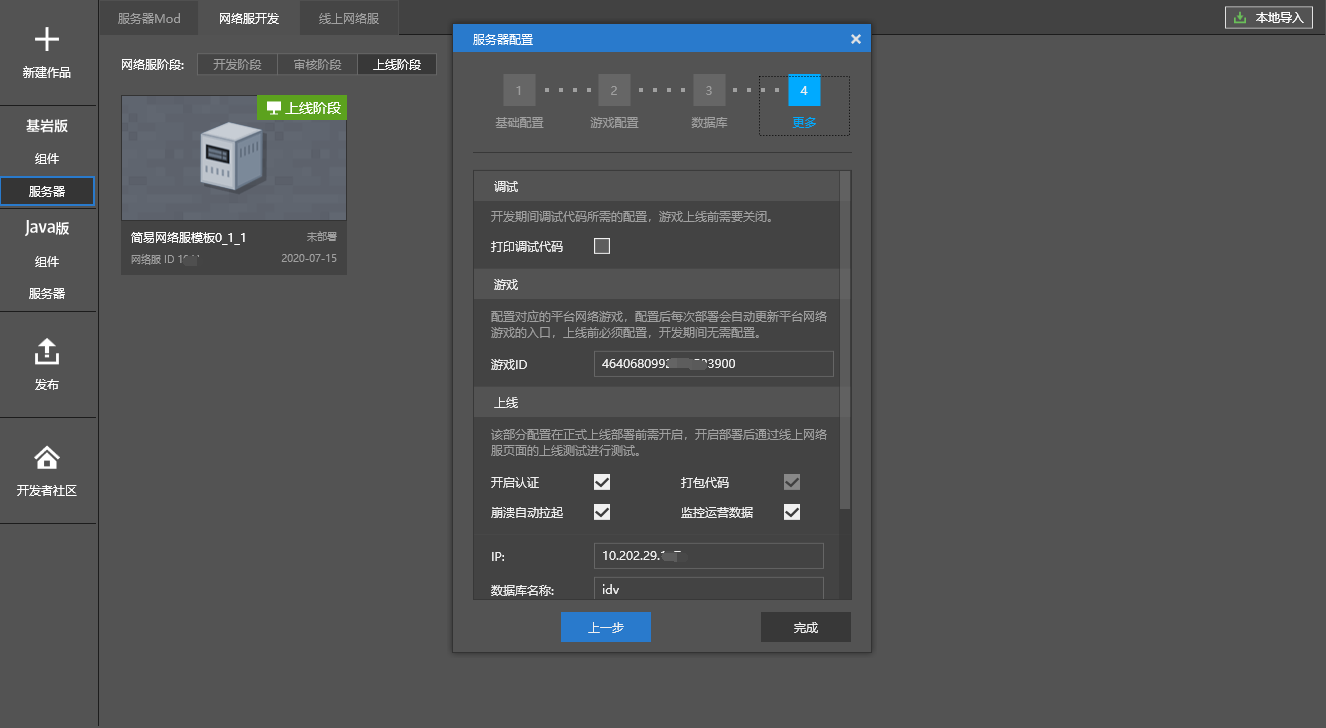 服务器Mod
网络服开发
线上网络服
本地导入
新建作品
基岩版
组件
服务器
Java版
组件
服务器
发布
开发者社区
网络服阶段:
开发阶段
审核阶段
上线阶段
上线阶段
简易网络服模板0_1_1
未部署
网络服 ID
2020-07-15
服务器配置
1
2
3
4
基础配置
游戏配置
数据库
更多
调试
开发期间调试代码所需的配置，游戏上线前需要关闭。
打印调试代码
游戏
配置对应的平台网络游戏，配置后每次部署会自动更新平台网络
游戏的入口，上线前必须配置，开发期间无需配置。
游戏ID
上线
该部分配置在正式上线部署前需开启，开启部署后通过线上网络
服页面的上线测试进行测试。
开启认证
打包代码
崩溃自动拉起
监控运营数据
IP:
10.202.29.
数据库名称:
idv
上一步
完成